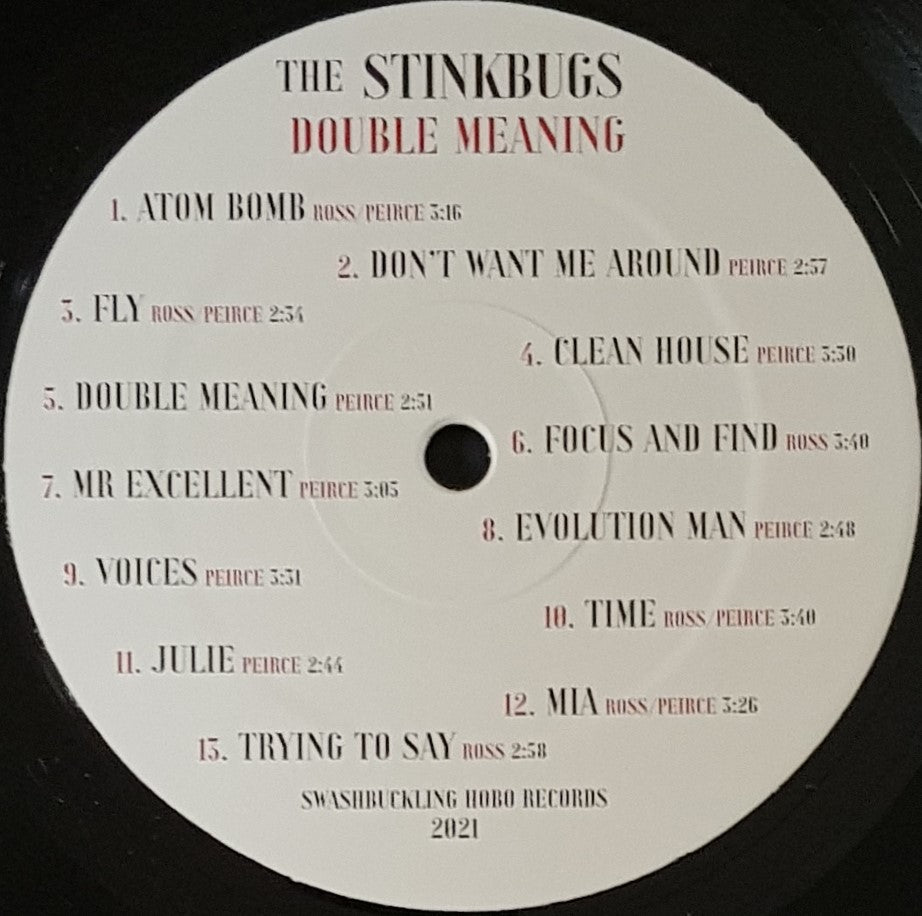 THE STINKBUGS
DOUBLE MEANING
1. ATOM BOMB ROSS/PEIRCE 3:16
2. DON'T WANT ME AROUND PEIRCE 2:57
3. FLY ROSS/PEIRCE 2:54
4. CLEAN HOUSE PEIRCE 3:30
5. DOUBLE MEANING PEIRCE 2:51
6. FOCUS AND FIND ROSS 3:40
7. MR EXCELLENT PEIRCE 3:05
8. EVOLUTION MAN PEIRCE 2:48
9. VOICES PEIRCE 3:31
10. TIME ROSS/PEIRCE 3:40
11. JULIE PEIRCE 2:44
12. MIA ROSS/PEIRCE 3:26
13. TRYING TO SAY ROSS 2:58
SWASHBUCKLING HOBO RECORDS
2021